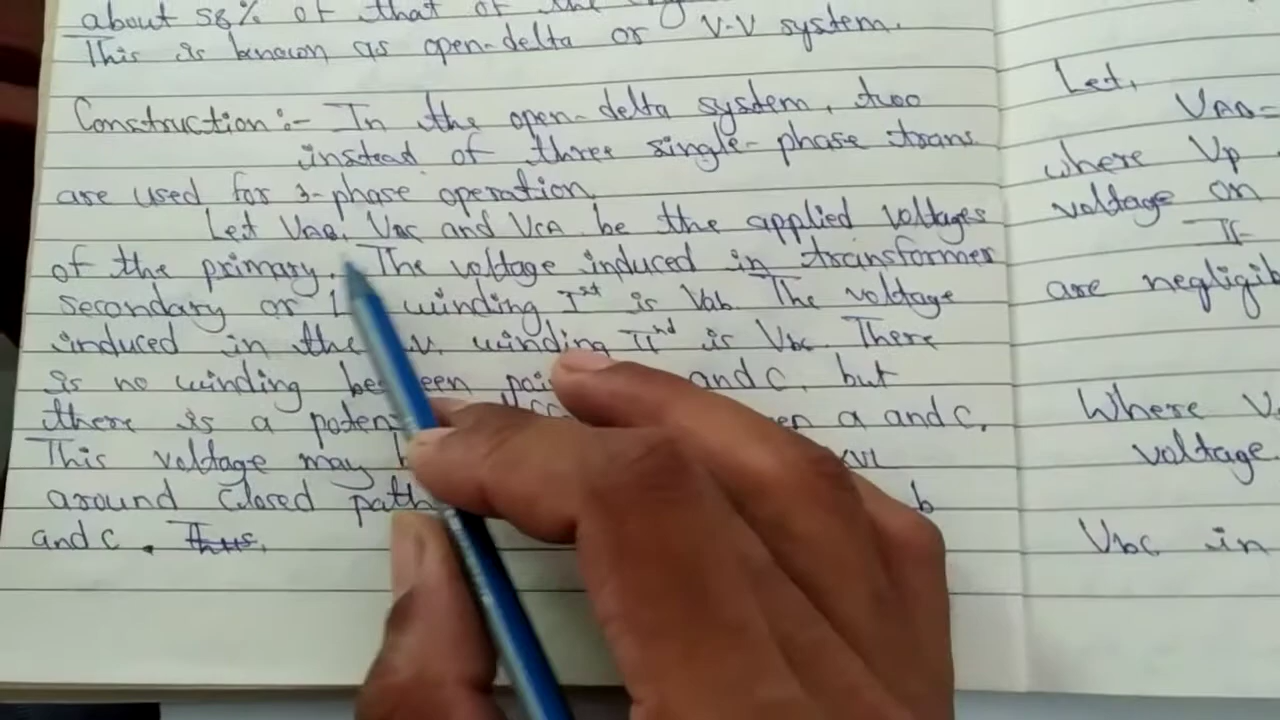 about 58% of that of the
This is known as open-delta or V-V system.
Construction:- In the open-delta system, two
instead of three single-phase trans
are used for 3-phase operation.
Let VAB, VBC and VCA be the applied voltages
of the primary. The voltage induced in transformer
secondary or winding Ist is Vab The voltage
induced in the winding IInd is Vbc. There
is no winding between and c, but
there is a a and c.
This voltage may
around closed path b
and c.
Let,
VAB=
where Vp
voltage on
If
are negligib
Where V
voltage.
Vbc in